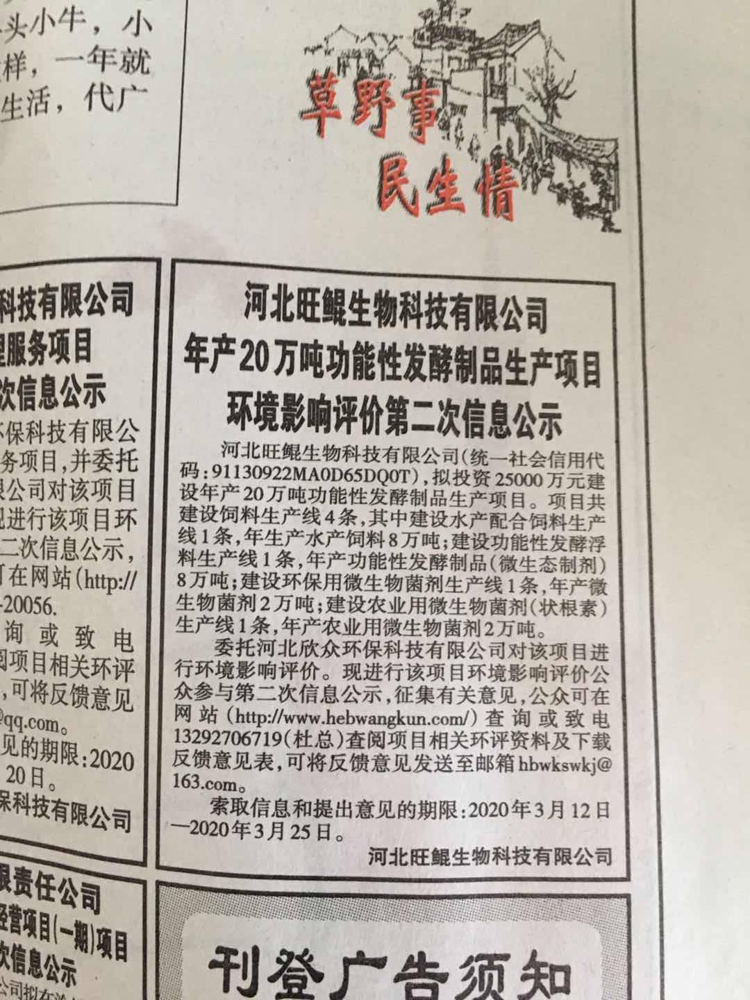 头小牛，小
样，一年就
生活，代广
草野事
民生情
科技有限公司
理服务项目
次信息公示
环保科技有限公
务项目,并委托
限公司对该项目
现进行该项目环
二次信息公示，
可在网站(http://
-20056.
询或致电
阅项目相关环评
,可将反馈意见
@qq.com。
见的期限:2020
20日。
保科技有限公司
限责任公司
经营项目(一期)项目
次信息公示
公司拟在
河北旺鲲生物科技有限公司
年产20万吨功能性发酵制品生产项目
环境影响评价第二次信息公示
河北旺鲲生物科技有限公司(统一社会信用代
码:91130922MA0D65DQ0T),拟投资25000万元建
设年产20万吨功能性发酵制品生产项目。项目共
建设饲料生产线4条,其中建设水产配合饲料生产
线1条,年生产水产饲料8万吨;建设功能性发酵浮
料生产线1条,年产功能性发酵制品(微生态制剂)
8万吨;建设环保用微生物菌剂生产线1条,年产微
生物菌剂2万吨;建设农业用微生物菌剂(状根素)
生产线1条,年产农业用微生物菌剂2万吨。
委托河北欣众环保科技有限公司对该项目进
行环境影响评价。现进行该项目环境影响评价公
众参与第二次信息公示,征集有关意见,公众可在
网站(http://www.hebwangkun.com/)查询或致电
13292706719(杜总)查阅项目相关环评资料及下载
反馈意见表,可将反馈意见发送至邮箱hbwkswkj@
163.com。
索取信息和提出意见的期限:2020年3月12日
—2020年3月25日。
河北旺鲲生物科技有限公司
刊登广告须知